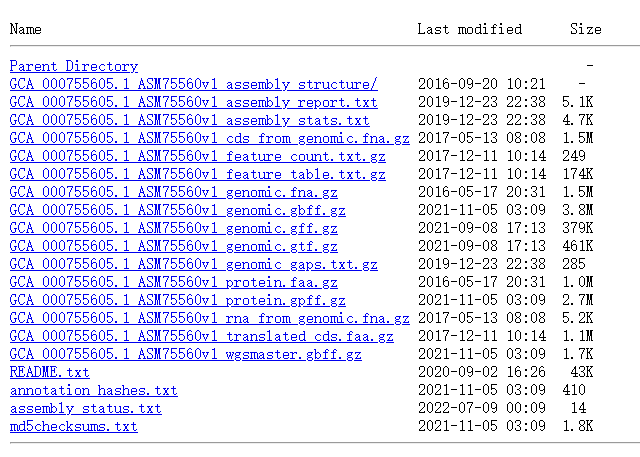 Name Last modified Size
Parent Directory -
GCA_000755605.1_ASM75560v1_assembly_structure/ 2016-09-20 10:21 -
GCA_000755605.1_ASM75560v1_assembly_report.txt 2019-12-23 22:38 5.1K
GCA_000755605.1_ASM75560v1_assembly_stats.txt 2019-12-23 22:38 4.7K
GCA_000755605.1_ASM75560v1_cds_from_genomic.fna.gz 2017-05-13 08:08 1.5M
GCA_000755605.1_ASM75560v1_feature_count.txt.gz 2017-12-11 10:14 249
GCA_000755605.1_ASM75560v1_feature_table.txt.gz 2017-12-11 10:14 174K
GCA_000755605.1_ASM75560v1_genomic.fna.gz 2016-05-17 20:31 1.5M
GCA_000755605.1_ASM75560v1_genomic.gbff.gz 2021-11-05 03:09 3.8M
GCA_000755605.1_ASM75560v1_genomic.gff.gz 2021-09-08 17:13 379K
GCA_000755605.1_ASM75560v1_genomic.gtf.gz 2021-09-08 17:13 461K
GCA_000755605.1_ASM75560v1_genomic_gaps.txt.gz 2019-12-23 22:38 285
GCA_000755605.1_ASM75560v1_protein.faa.gz 2016-05-17 20:31 1.0M
GCA_000755605.1_ASM75560v1_protein.gpff.gz 2021-11-05 03:09 2.7M
GCA_000755605.1_ASM75560v1_rna_from_genomic.fna.gz 2017-05-13 08:08 5.2K
GCA_000755605.1_ASM75560v1_translated_cds.faa.gz 2017-12-11 10:14 1.1M
GCA_000755605.1_ASM75560v1_wgsmaster.gbff.gz 2021-11-05 03:09 1.7K
README.txt 2020-09-02 16:26 43K
annotation_hashes.txt 2021-11-05 03:09 410
assembly_status.txt 2022-07-09 00:09 14
md5checksums.txt 2021-11-05 03:09 1.8K